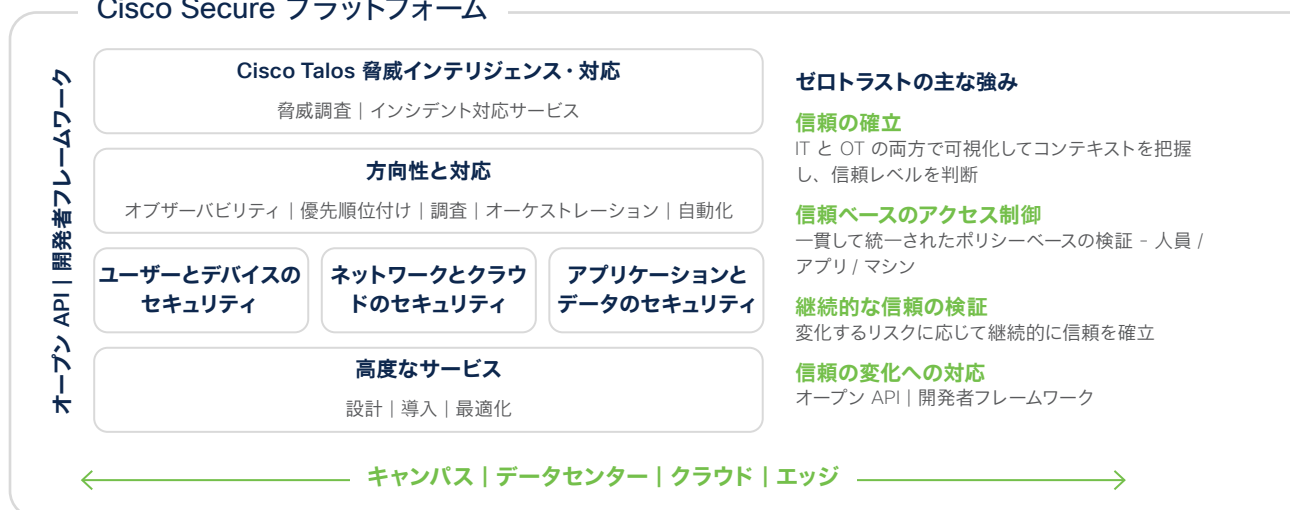 Cisco Secure プラットフォーム
オープン API | 開発者フレームワーク
Cisco Talos 脅威インテリジェンス・対応
脅威調査 | インシデント対応サービス
方向性と対応
オブザーバビリティ | 優先順位付け | 調査 | オーケストレーション | 自動化
ユーザーとデバイスの
セキュリティ
ネットワークとクラウ
ドのセキュリティ
アプリケーションと
データのセキュリティ
高度なサービス
設計 | 導入 | 最適化
ゼロトラストの主な強み
信頼の確立
IT と OT の両方で可視化してコンテキストを把握
し、信頼レベルを判断
信頼ベースのアクセス制御
一貫して統一されたポリシーベースの検証 - 人員 /
アプリ / マシン
継続的な信頼の検証
変化するリスクに応じて継続的に信頼を確立
信頼の変化への対応
オープン API | 開発者フレームワーク
キャンパス | データセンター | クラウド | エッジ